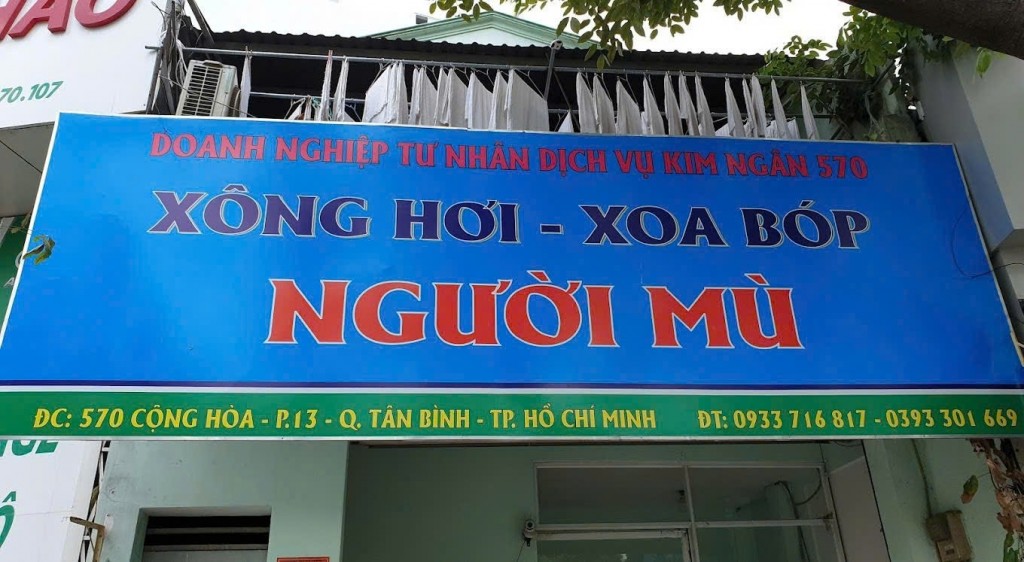 HẢO
70.107
DOANH NGHIỆP TƯ NHÂN DỊCH VỤ KIM NGÂN 570
XÔNG HƠI - XOA BÓP
NGƯỜI MÙ
ĐC: 570 CỘNG HÒA - P.13 - Q. TÂN BÌNH - TP. HỒ CHÍ MINH ĐT: 0933 716 817 - 0393 301 669